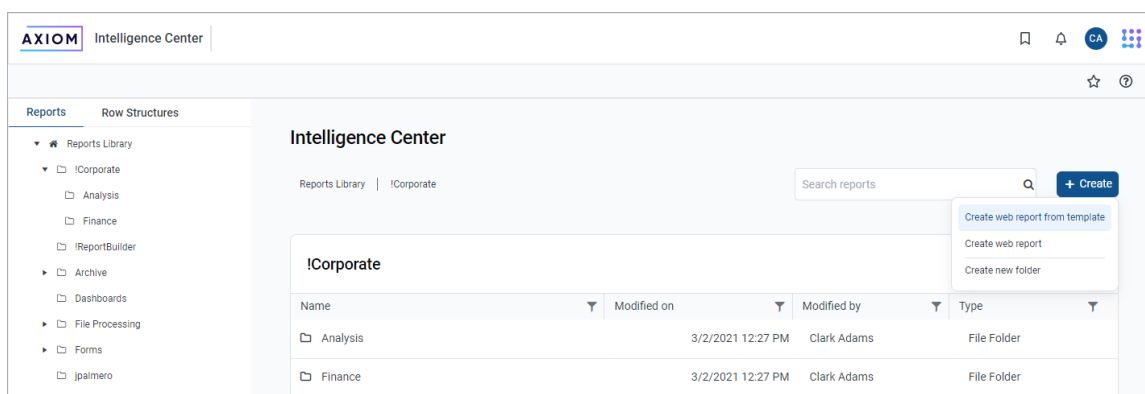 AXIOM Intelligence Center CA
Reports Row Structures
Reports Library
!Corporate
Analysis
Finance
!ReportBuilder
Archive
Dashboards
File Processing
Forms
jpalmero
Intelligence Center
Reports Library | !Corporate
Search reports
+ Create
Create web report from template
Create web report
Create new folder
!Corporate
Name Modified on Modified by Type
Analysis 3/2/2021 12:27 PM Clark Adams File Folder
Finance 3/2/2021 12:27 PM Clark Adams File Folder